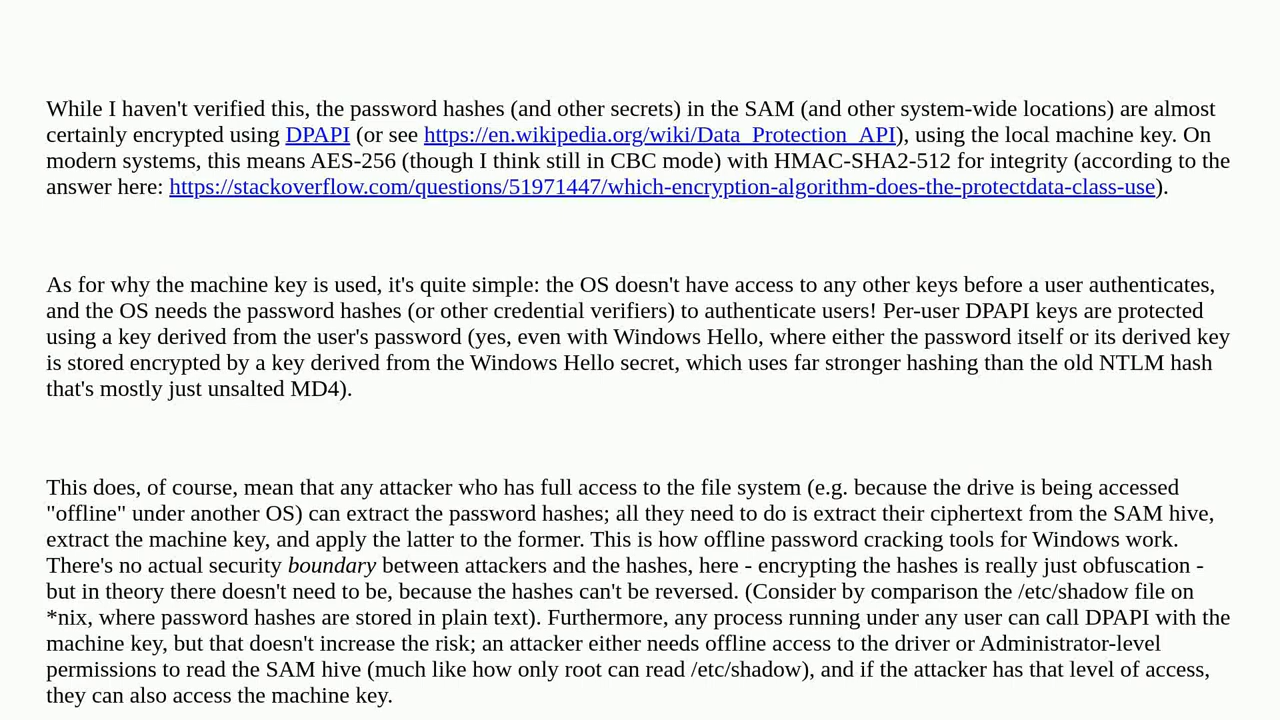 While I haven't verified this, the password hashes (and other secrets) in the SAM (and other system-wide locations) are almost
certainly encrypted using DPAPI (or see https://en.wikipedia.org/wiki/Data_Protection_API), using the local machine key. On
modern systems, this means AES-256 (though I think still in CBC mode) with HMAC-SHA2-512 for integrity (according to the
answer here: https://stackoverflow.com/questions/51971447/which-encryption-algorithm-does-the-protectdata-class-use).
As for why the machine key is used, it's quite simple: the OS doesn't have access to any other keys before a user authenticates,
and the OS needs the password hashes (or other credential verifiers) to authenticate users! Per-user DPAPI keys are protected
using a key derived from the user's password (yes, even with Windows Hello, where either the password itself or its derived key
is stored encrypted by a key derived from the Windows Hello secret, which uses far stronger hashing than the old NTLM hash
that's mostly just unsalted MD4).
This does, of course, mean that any attacker who has full access to the file system (e.g. because the drive is being accessed
"offline" under another OS) can extract the password hashes; all they need to do is extract their ciphertext from the SAM hive,
extract the machine key, and apply the latter to the former. This is how offline password cracking tools for Windows work.
There's no actual security boundary between attackers and the hashes, here - encrypting the hashes is really just obfuscation -
but in theory there doesn't need to be, because the hashes can't be reversed. (Consider by comparison the /etc/shadow file on
*nix, where password hashes are stored in plain text). Furthermore, any process running under any user can call DPAPI with the
machine key, but that doesn't increase the risk; an attacker either needs offline access to the driver or Administrator-level
permissions to read the SAM hive (much like how only root can read /etc/shadow), and if the attacker has that level of access,
they can also access the machine key.